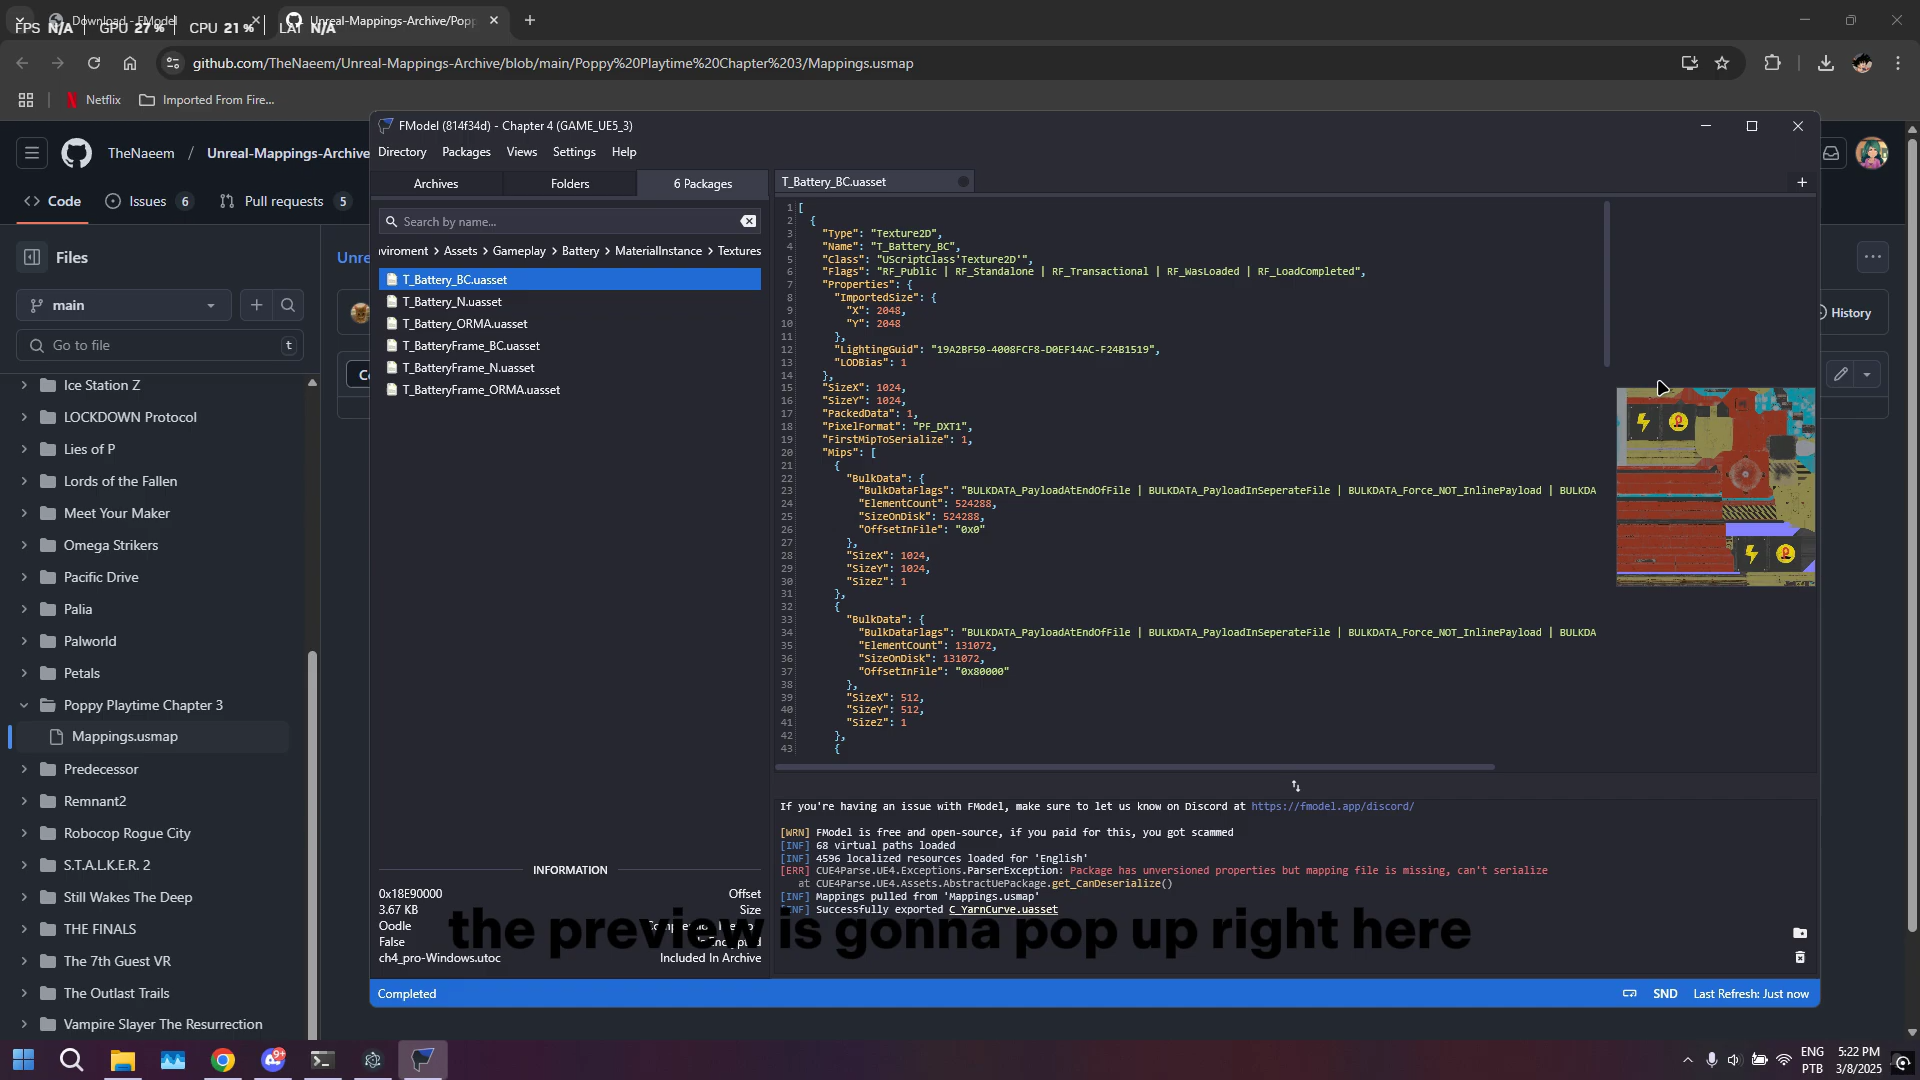 Download - FModel
Unreal-Mappings-Archive/Popp
FPS N/A | GPU 27 % | CPU 21 % | LAT N/A
github.com/TheNaeem/Unreal-Mappings-Archive/blob/main/Poppy%20Playtime%20Chapter%203/Mappings.usmap
Netflix
Imported From Fire...
TheNaeem / Unreal-Mappings-Archive
Code
Issues 6
Pull requests 5
Files
main
Go to file t
Ice Station Z
LOCKDOWN Protocol
Lies of P
Lords of the Fallen
Meet Your Maker
Omega Strikers
Pacific Drive
Palia
Palworld
Petals
Poppy Playtime Chapter 3
Mappings.usmap
Predecessor
Remnant2
Robocop Rogue City
S.T.A.L.K.E.R. 2
Still Wakes The Deep
THE FINALS
The 7th Guest VR
The Outlast Trails
Vampire Slayer The Resurrection
Unre
History
FModel (814f34d) - Chapter 4 (GAME_UE5_3)
Directory Packages Views Settings Help
Archives Folders 6 Packages
Search by name...
viroment > Assets > Gameplay > Battery > MaterialInstance > Textures
T_Battery_BC.uasset
T_Battery_N.uasset
T_Battery_ORMA.uasset
T_BatteryFrame_BC.uasset
T_BatteryFrame_N.uasset
T_BatteryFrame_ORMA.uasset
INFORMATION
0x18E90000 Offset
3.67 KB Size
Oodle
False
ch4_pro-Windows.utoc Included In Archive
T_Battery_BC.uasset
1 [
2 {
3 "Type": "Texture2D",
4 "Name": "T_Battery_BC",
5 "Class": "UScriptClass'Texture2D'",
6 "Flags": "RF_Public | RF_Standalone | RF_Transactional | RF_WasLoaded | RF_LoadCompleted",
7 "Properties": {
8 "ImportedSize": {
9 "X": 2048,
10 "Y": 2048
11 },
12 "LightingGuid": "19A2BF50-4008FCF8-D0EF14AC-F24B1519",
13 "LODBias": 1
14 },
15 "SizeX": 1024,
16 "SizeY": 1024,
17 "PackedData": 1,
18 "PixelFormat": "PF_DXT1",
19 "FirstMipToSerialize": 1,
20 "Mips": [
21 {
22 "BulkData": {
23 "BulkDataFlags": "BULKDATA_PayloadAtEndOfFile | BULKDATA_PayloadInSeperateFile | BULKDATA_Force_NOT_InlinePayload | BULKDA
24 "ElementCount": 524288,
25 "SizeOnDisk": 524288,
26 "OffsetInFile": "0x0"
27 },
28 "SizeX": 1024,
29 "SizeY": 1024,
30 "SizeZ": 1
31 },
32 {
33 "BulkData": {
34 "BulkDataFlags": "BULKDATA_PayloadAtEndOfFile | BULKDATA_PayloadInSeperateFile | BULKDATA_Force_NOT_InlinePayload | BULKDA
35 "ElementCount": 131072,
36 "SizeOnDisk": 131072,
37 "OffsetInFile": "0x80000"
38 },
39 "SizeX": 512,
40 "SizeY": 512,
41 "SizeZ": 1
42 },
43 {
If you're having an issue with FModel, make sure to let us know on Discord at https://fmodel.app/discord/
[WRN] FModel is free and open-source, if you paid for this, you got scammed
[INF] 68 virtual paths loaded
[INF] 4596 localized resources loaded for 'English'
[ERR] CUE4Parse.UE4.Exceptions.ParserException: Package has unversioned properties but mapping file is missing, can't serialize
at CUE4Parse.UE4.Assets.AbstractUePackage.get_CanDeserialize()
[INF] Mappings pulled from 'Mappings.usmap'
[INF] Successfully exported C_YarnCurve.uasset
the preview is gonna pop up right here
Completed
SND
Last Refresh: Just now
9+
ENG
PTB
5:22 PM
3/8/2025